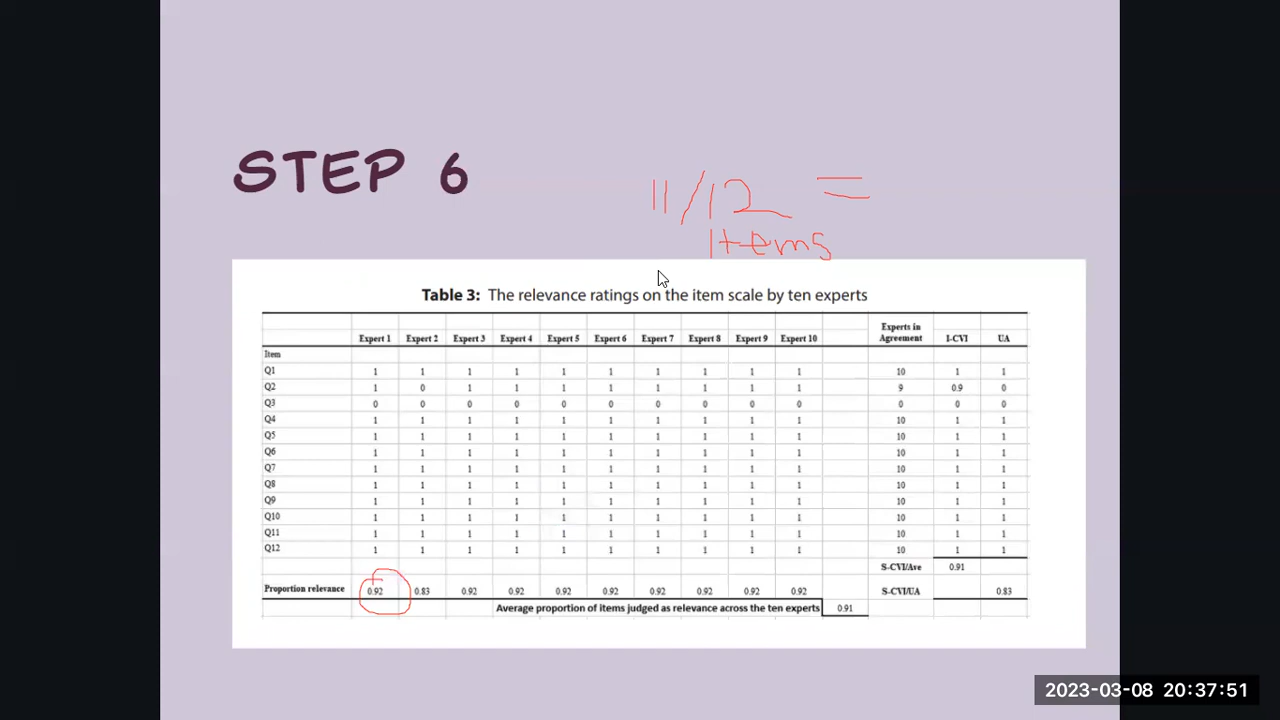 STEP 6
11/12 =
Items
Table 3: The relevance ratings on the item scale by ten experts
Expert 1 Expert 2 Expert 3 Expert 4 Expert 5 Expert 6 Expert 7 Expert 8 Expert 9 Expert 10 Experts in Agreement I-CVI UA
Item
Q1 1 1 1 1 1 1 1 1 1 1 10 1 1
Q2 1 0 1 1 1 1 1 1 1 1 9 0.9 0
Q3 0 0 0 0 0 0 0 0 0 0 0 0 0
Q4 1 1 1 1 1 1 1 1 1 1 10 1 1
Q5 1 1 1 1 1 1 1 1 1 1 10 1 1
Q6 1 1 1 1 1 1 1 1 1 1 10 1 1
Q7 1 1 1 1 1 1 1 1 1 1 10 1 1
Q8 1 1 1 1 1 1 1 1 1 1 10 1 1
Q9 1 1 1 1 1 1 1 1 1 1 10 1 1
Q10 1 1 1 1 1 1 1 1 1 1 10 1 1
Q11 1 1 1 1 1 1 1 1 1 1 10 1 1
Q12 1 1 1 1 1 1 1 1 1 1 10 1 1
S-CVI/Ave 0.91
Proportion relevance 0.92 0.83 0.92 0.92 0.92 0.92 0.92 0.92 0.92 0.92 S-CVI/UA 0.83
Average proportion of items judged as relevance across the ten experts 0.91
2023-03-08 20:37:51